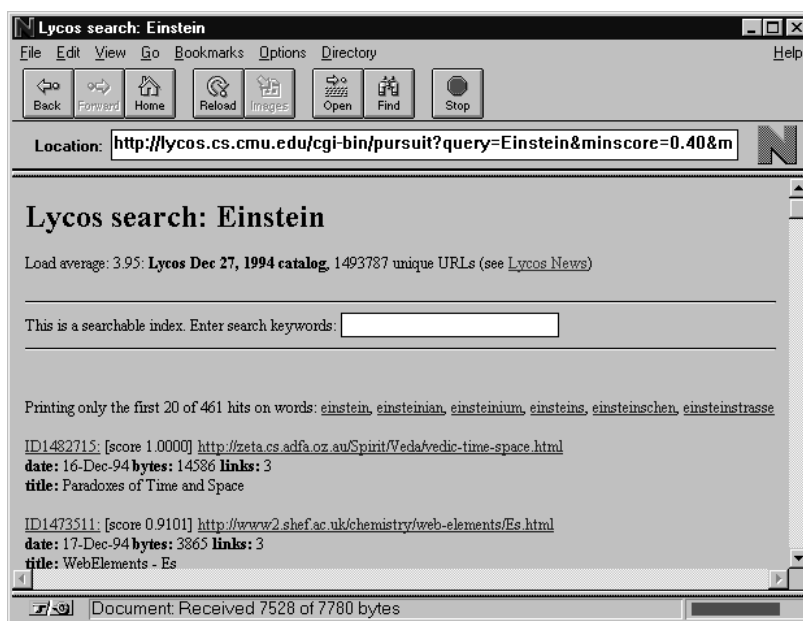 Lycos search: Einstein
File Edit View Go Bookmarks Options Directory Help
Back Forward Home Reload Images Open Find Stop
Location: http://lycos.cs.cmu.edu/cgi-bin/pursuit?query=Einstein&minscore=0.40&m
Lycos search: Einstein
Load average: 3.95: Lycos Dec 27, 1994 catalog, 1493787 unique URLs (see Lycos News)
This is a searchable index. Enter search keywords:
Printing only the first 20 of 461 hits on words: einstein, einsteinian, einsteinium, einsteins, einsteinschen, einsteinstrasse
ID1482715: [score 1.0000] http://zeta.cs.adfa.oz.au/Spirit/Veda/vedic-time-space.html
date: 16-Dec-94 bytes: 14586 links: 3
title: Paradoxes of Time and Space
ID1473511: [score 0.9101] http://www2.shef.ac.uk/chemistry/web-elements/Es.html
date: 17-Dec-94 bytes: 3865 links: 3
title: WebElements - Es
Document: Received 7528 of 7780 bytes